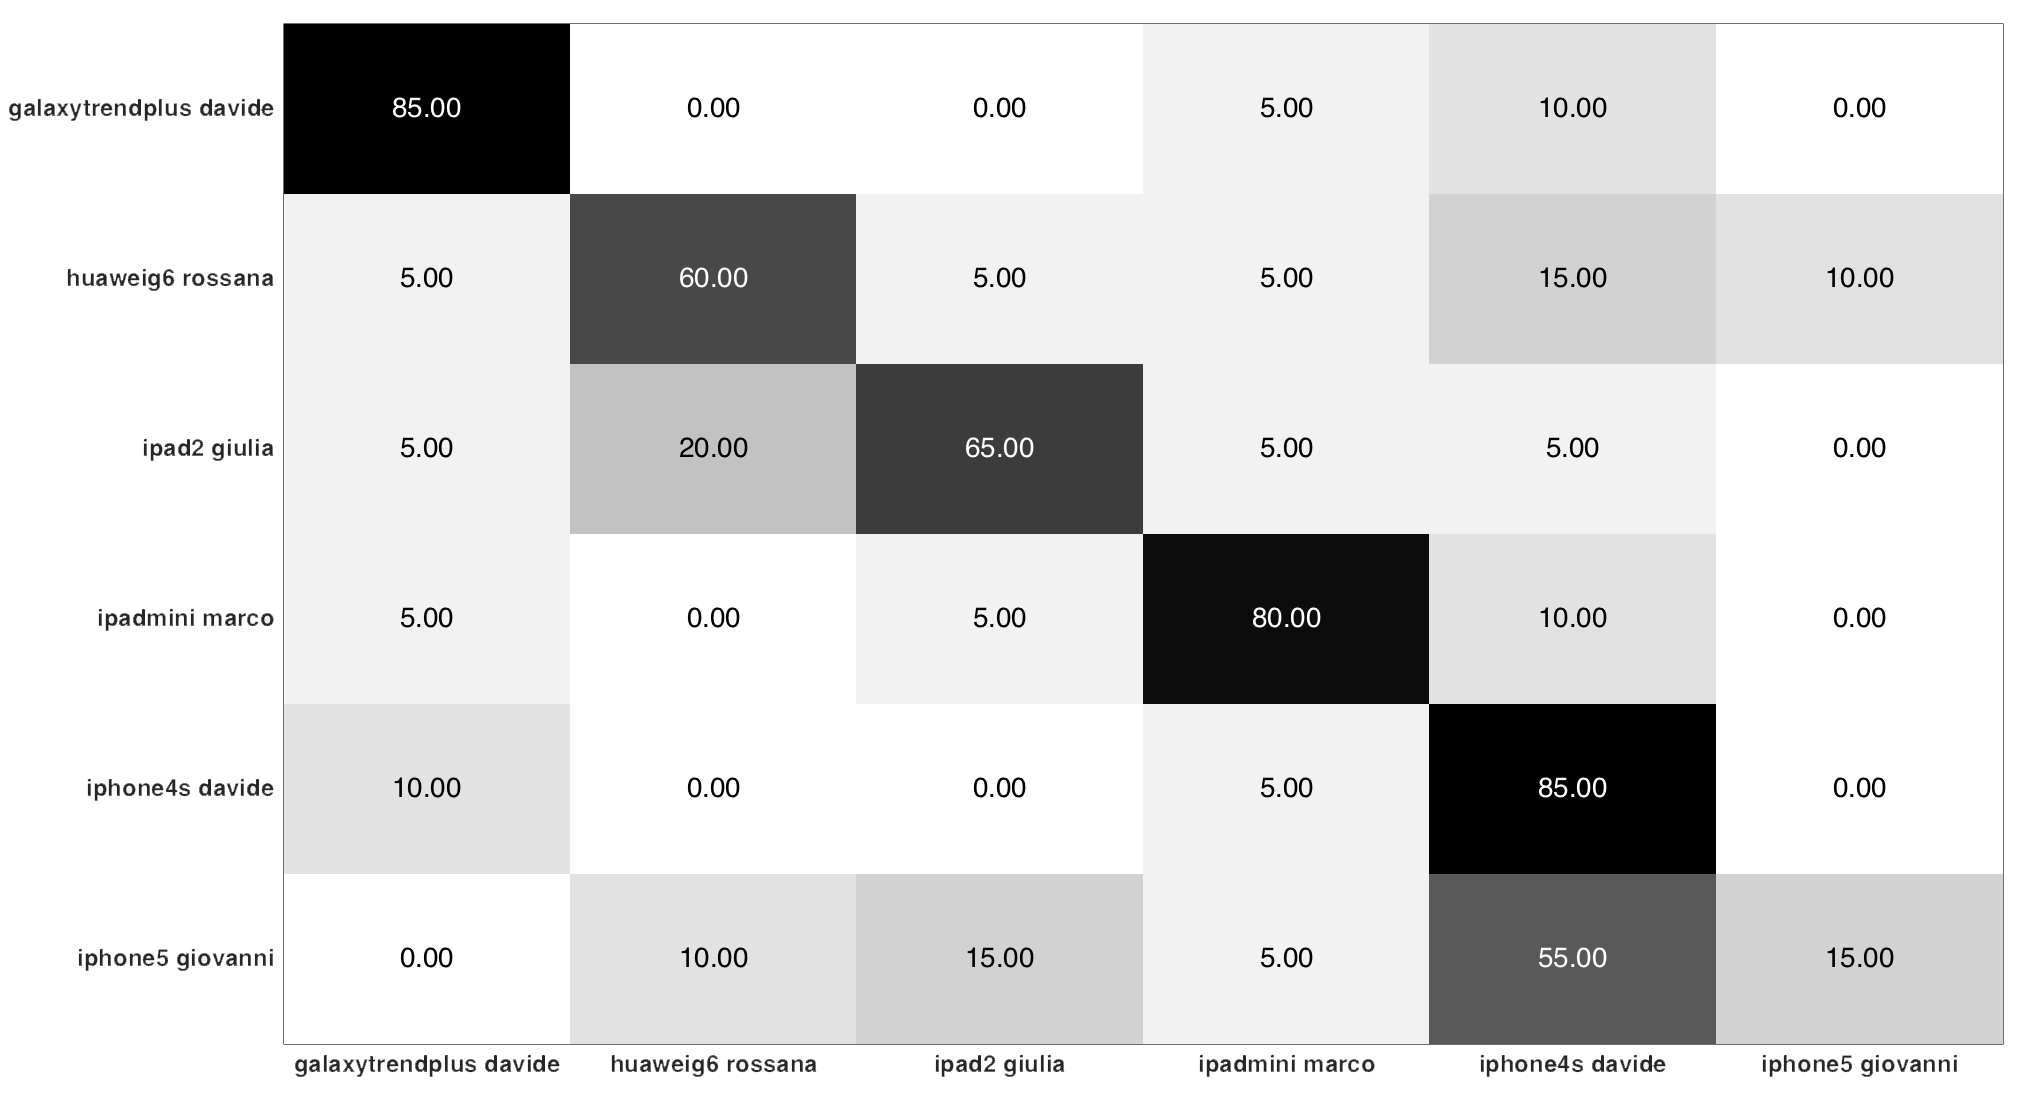 galaxytrendplus davide 85.00 0.00 0.00 5.00 10.00 0.00
huaweig6 rossana 5.00 60.00 5.00 5.00 15.00 10.00
ipad2 giulia 5.00 20.00 65.00 5.00 5.00 0.00
ipadmini marco 5.00 0.00 5.00 80.00 10.00 0.00
iphone4s davide 10.00 0.00 0.00 5.00 85.00 0.00
iphone5 giovanni 0.00 10.00 15.00 5.00 55.00 15.00
galaxytrendplus davide huaweig6 rossana ipad2 giulia ipadmini marco iphone4s davide iphone5 giovanni